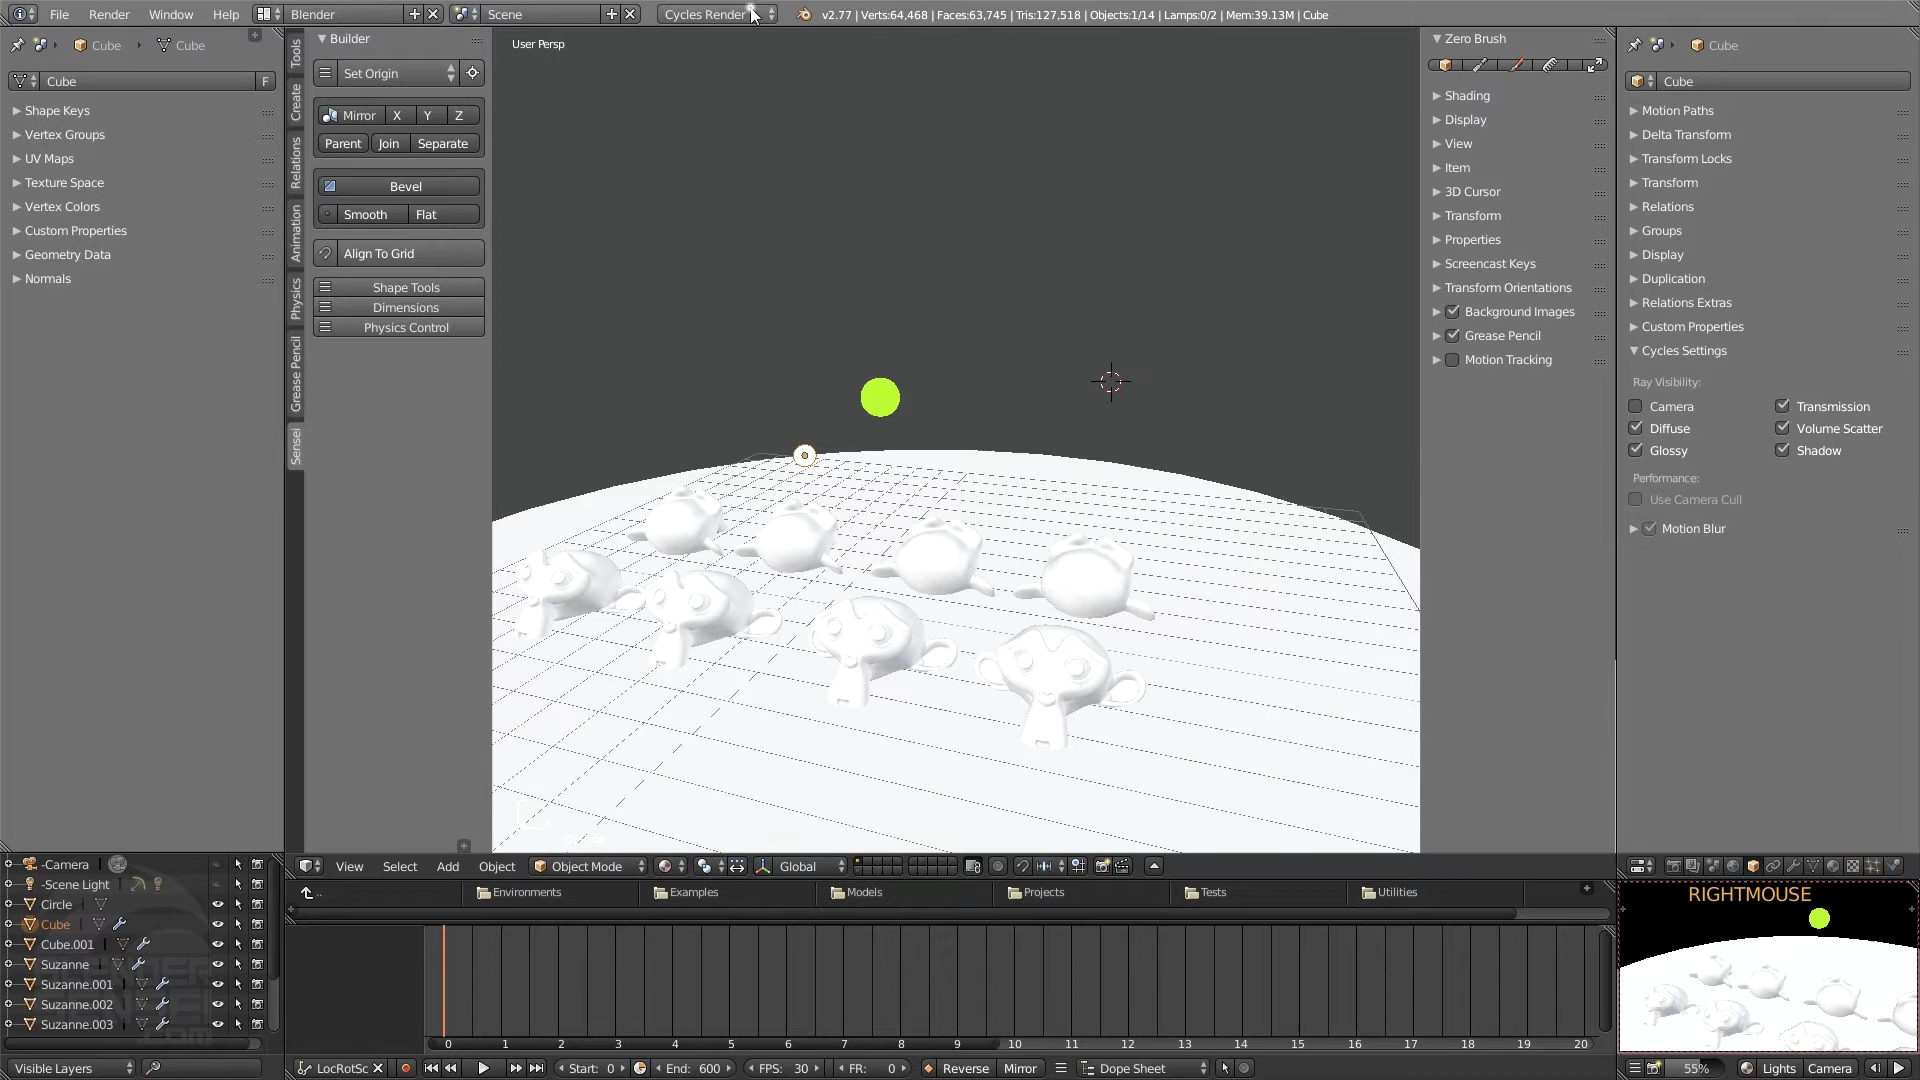 File Render Window Help Blender Scene Cycles Render v2.77 | Verts:64,468 | Faces:63,745 | Tris:127,518 | Objects:1/14 | Lamps:0/2 | Mem:39.13M | Cube
Cube Cube
Cube F
Shape Keys
Vertex Groups
UV Maps
Texture Space
Vertex Colors
Custom Properties
Geometry Data
Normals
Tools
Create
Relations
Animation
Physics
Grease Pencil
Sensei
Builder
Set Origin
Mirror X Y Z
Parent Join Separate
Bevel
Smooth Flat
Align To Grid
Shape Tools
Dimensions
Physics Control
User Persp
Zero Brush
Shading
Display
View
Item
3D Cursor
Transform
Properties
Screencast Keys
Transform Orientations
Background Images
Grease Pencil
Motion Tracking
Cube
Cube
Motion Paths
Delta Transform
Transform Locks
Transform
Relations
Groups
Display
Duplication
Relations Extras
Custom Properties
Cycles Settings
Ray Visibility:
Camera Transmission
Diffuse Volume Scatter
Glossy Shadow
Performance:
Use Camera Cull
Motion Blur
-Camera
-Scene Light
Circle
Cube
Cube.001
Suzanne
Suzanne.001
Suzanne.002
Suzanne.003
Visible Layers
View Select Add Object Object Mode Global
.. Environments Examples Models Projects Tests Utilities
0 1 2 3 4 5 6 7 8 9 10 11 12 13 14 15 16 17 18 19 20
LocRotSc Start: 0 End: 600 FPS: 30 FR: 0 Reverse Mirror Dope Sheet
RIGHTMOUSE
55% Lights Camera